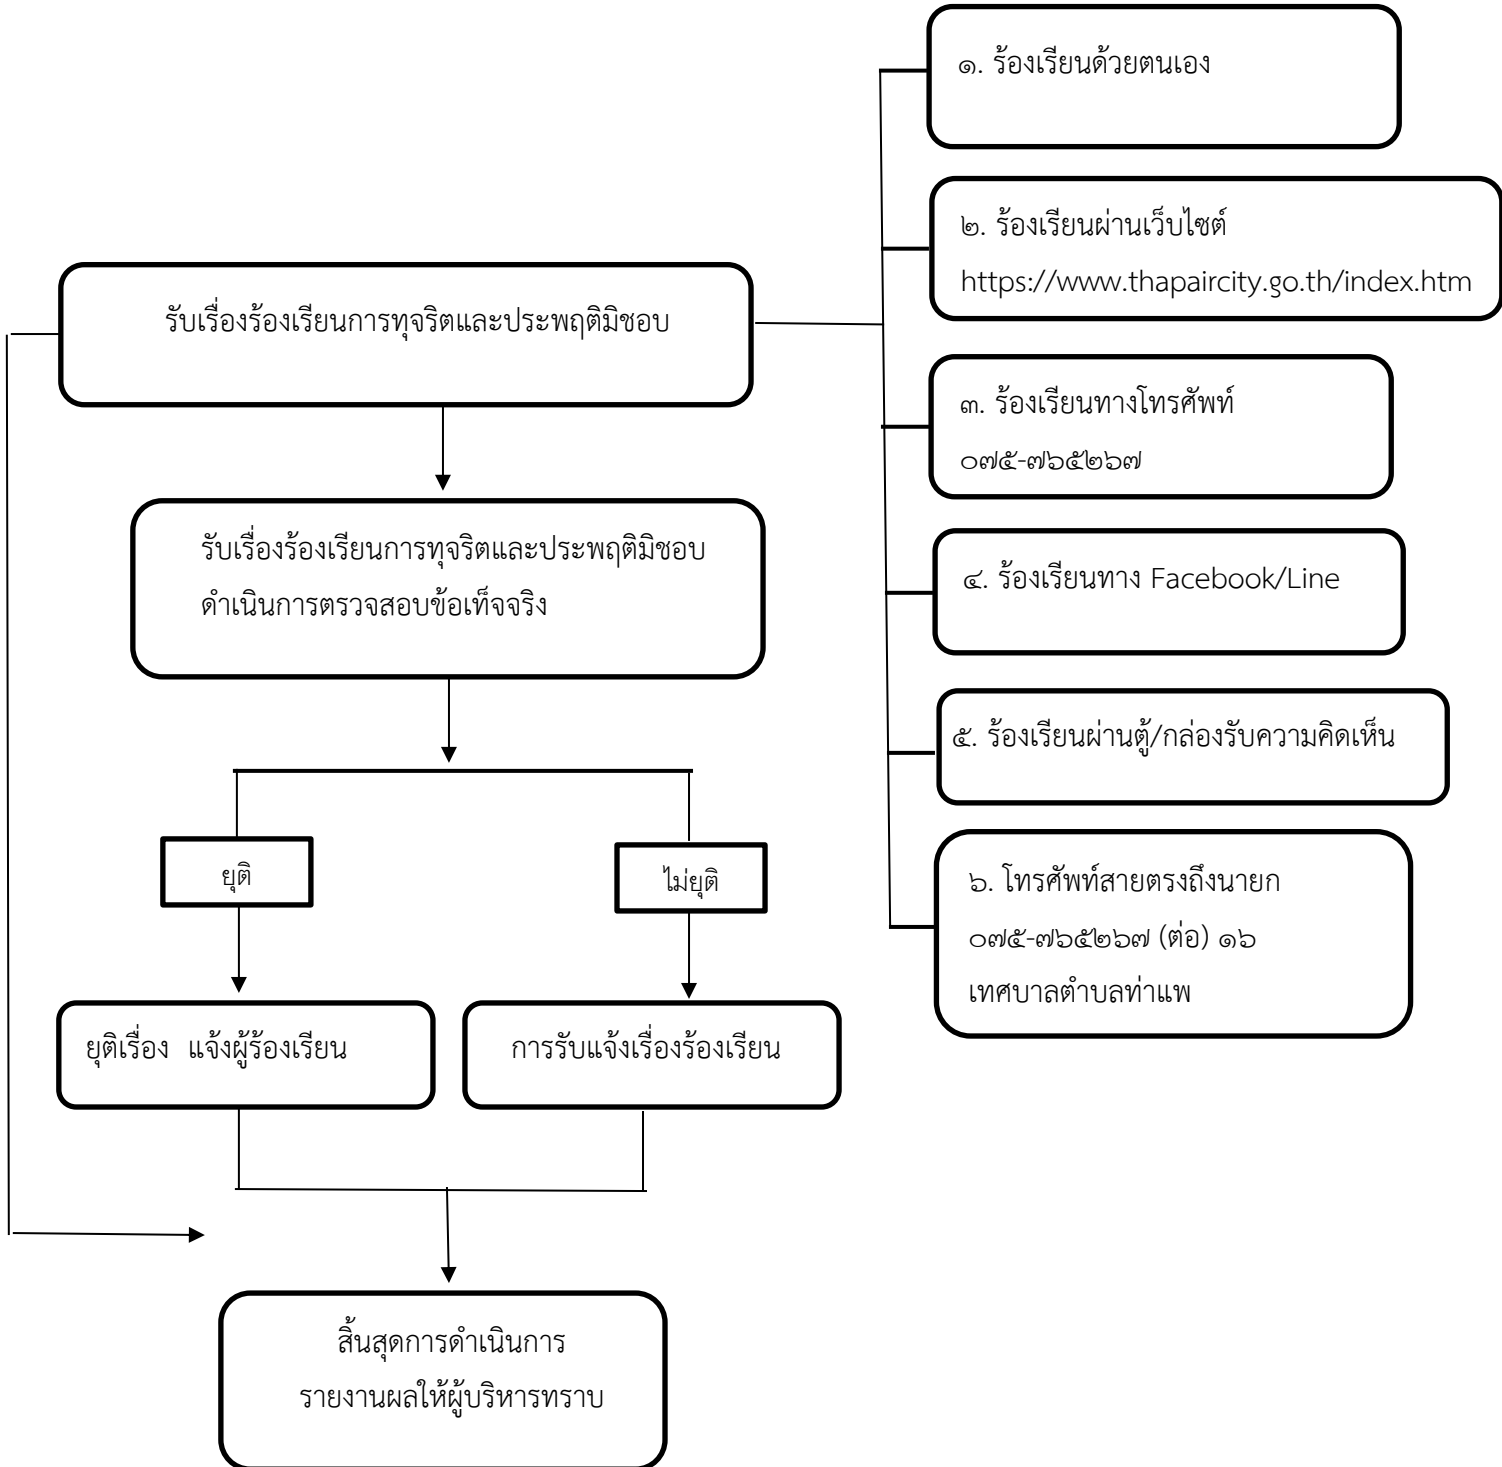 ๑. ร้องเรียนด้วยตนเอง
๒. ร้องเรียนผ่านเว็บไซต์
https://www.thapaircity.go.th/index.htm
รับเรื่องร้องเรียนการทุจริตและประพฤติมิชอบ
๓. ร้องเรียนทางโทรศัพท์
๐๗๕-๗๖๕๒๖๗
รับเรื่องร้องเรียนการทุจริตและประพฤติมิชอบ
ดำเนินการตรวจสอบข้อเท็จจริง
๔. ร้องเรียนทาง Facebook/Line
๕. ร้องเรียนผ่านตู้/กล่องรับความคิดเห็น
ยุติ
ไม่ยุติ
๖. โทรศัพท์สายตรงถึงนายก
๐๗๕-๗๖๕๒๖๗ (ต่อ) ๑๖
เทศบาลตำบลท่าแพ
ยุติเรื่อง แจ้งผู้ร้องเรียน
การรับแจ้งเรื่องร้องเรียน
สิ้นสุดการดำเนินการ
รายงานผลให้ผู้บริหารทราบ